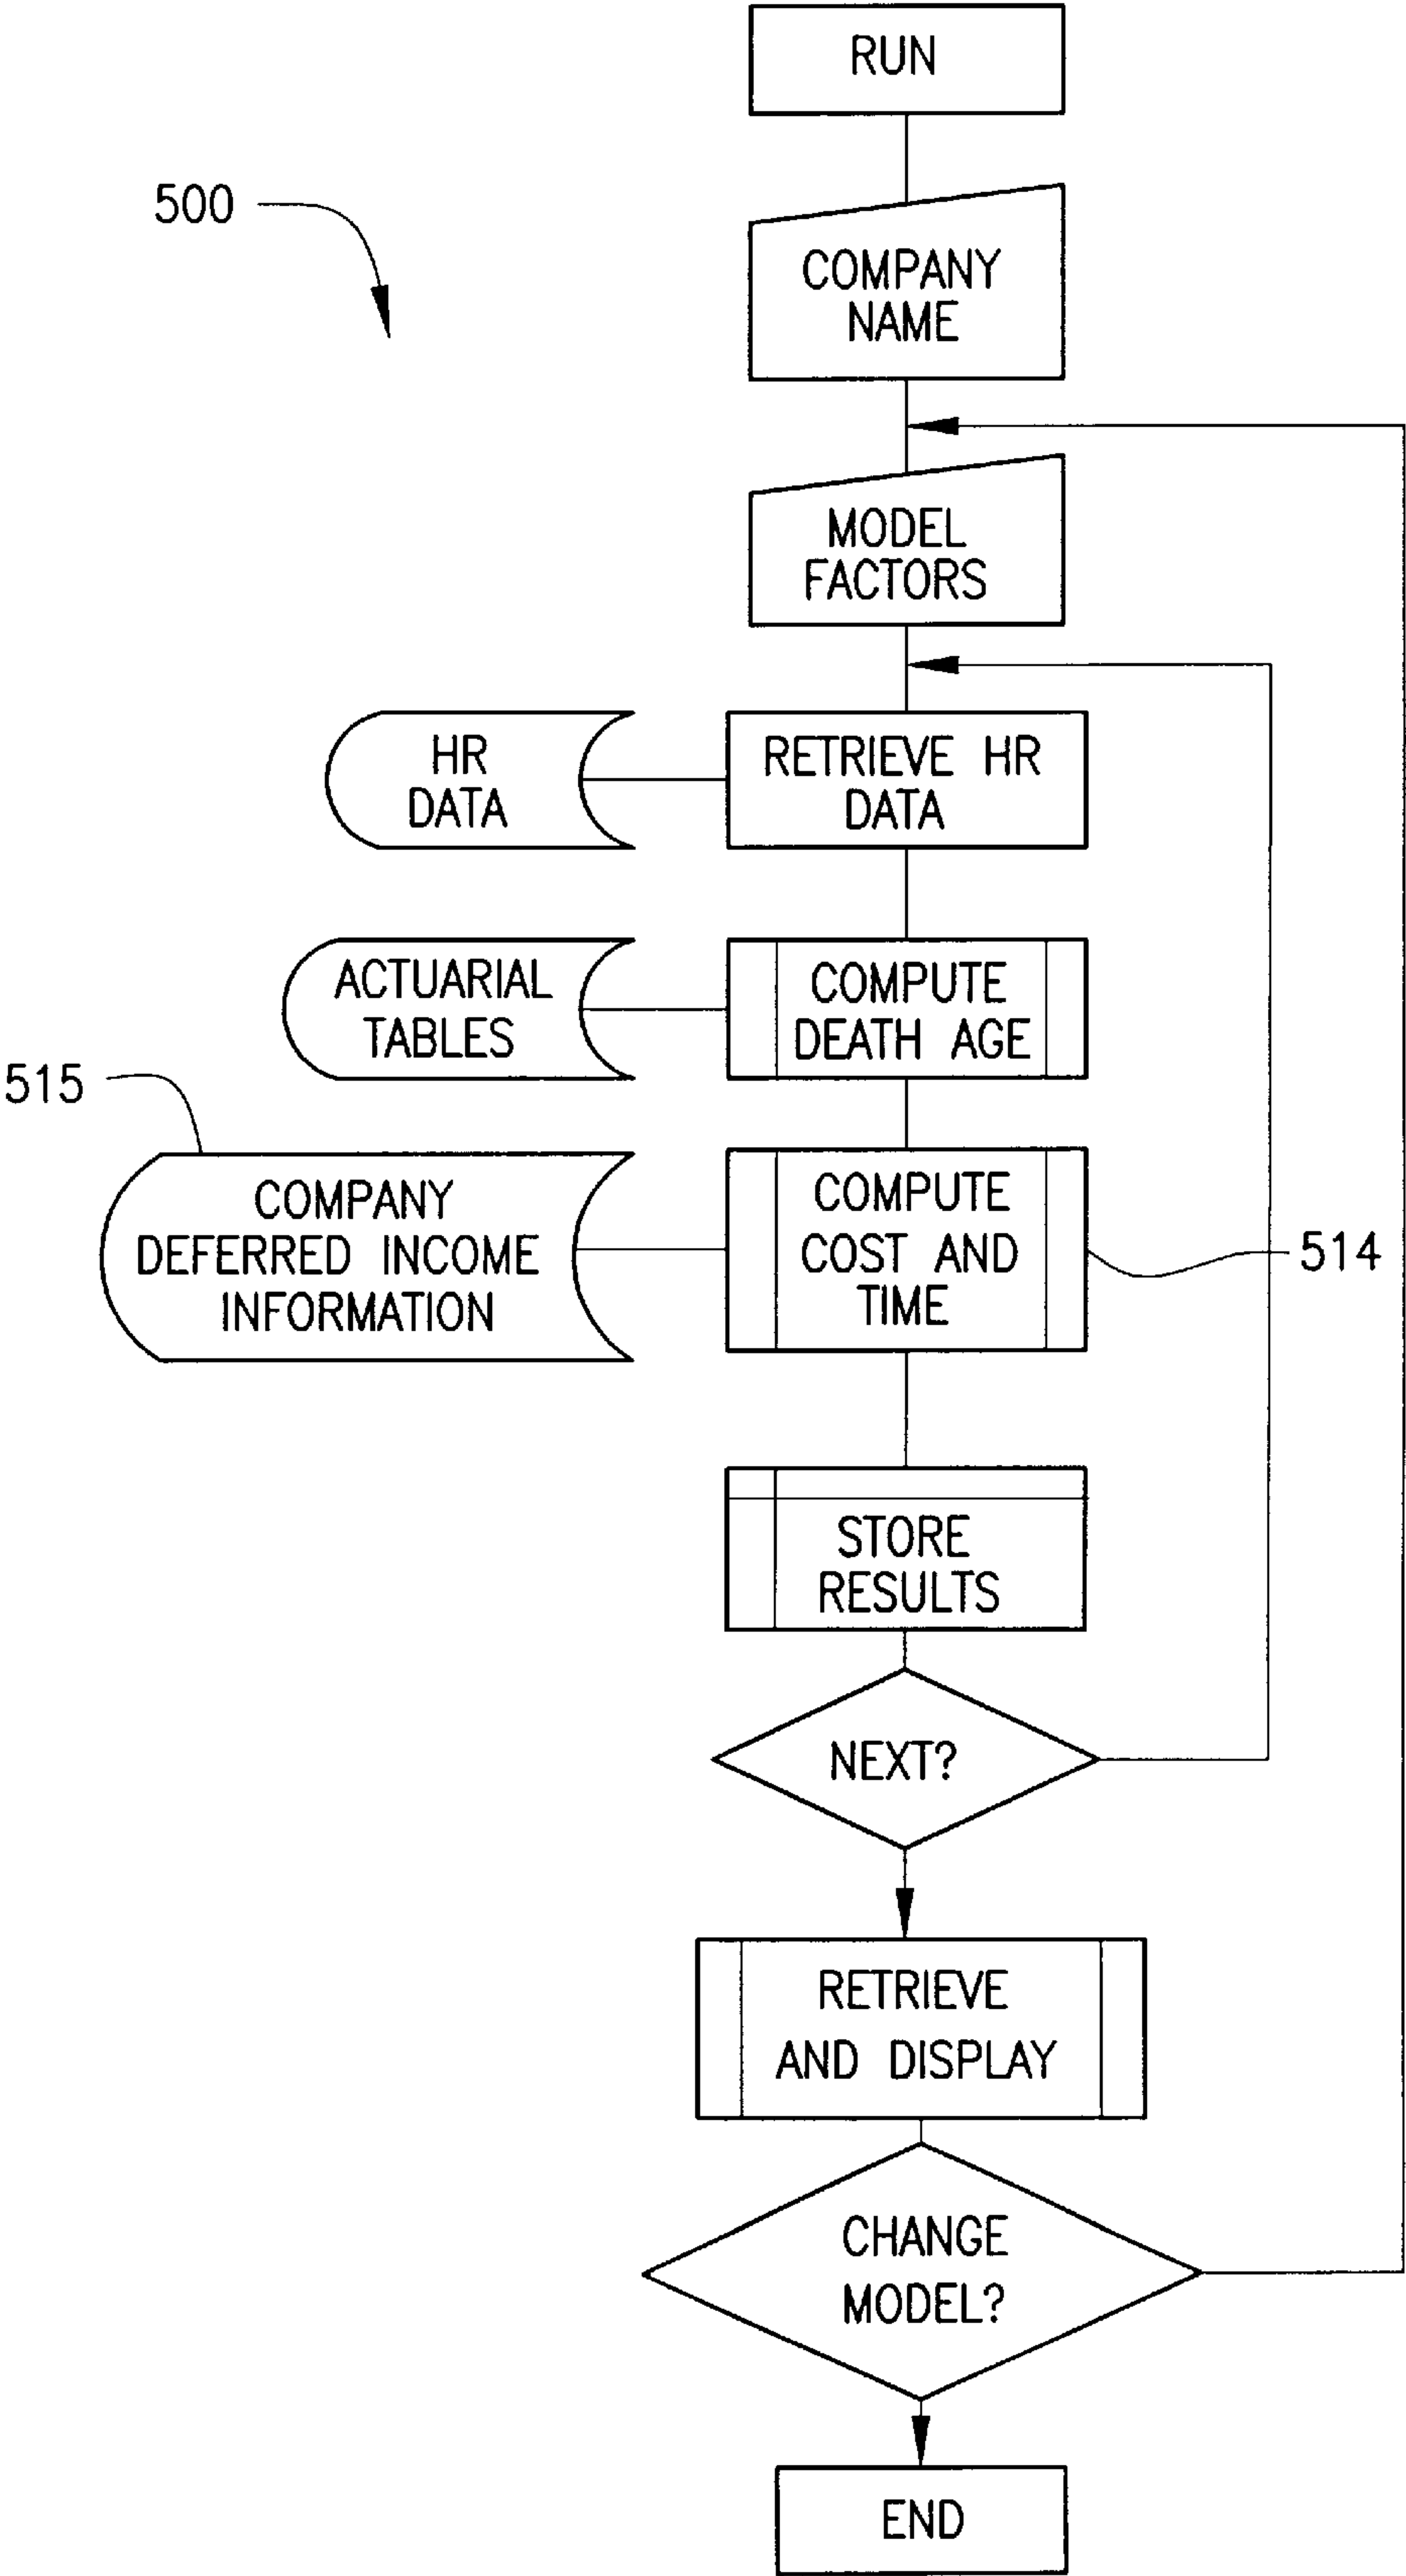 RUN
500
COMPANY
NAME
MODEL
FACTORS
HR
DATA
RETRIEVE HR
DATA
ACTUARIAL
TABLES
COMPUTE
DEATH AGE
515
COMPANY
DEFERRED INCOME
INFORMATION
COMPUTE
COST AND
TIME
514
STORE
RESULTS
NEXT?
RETRIEVE
AND DISPLAY
CHANGE
MODEL?
END